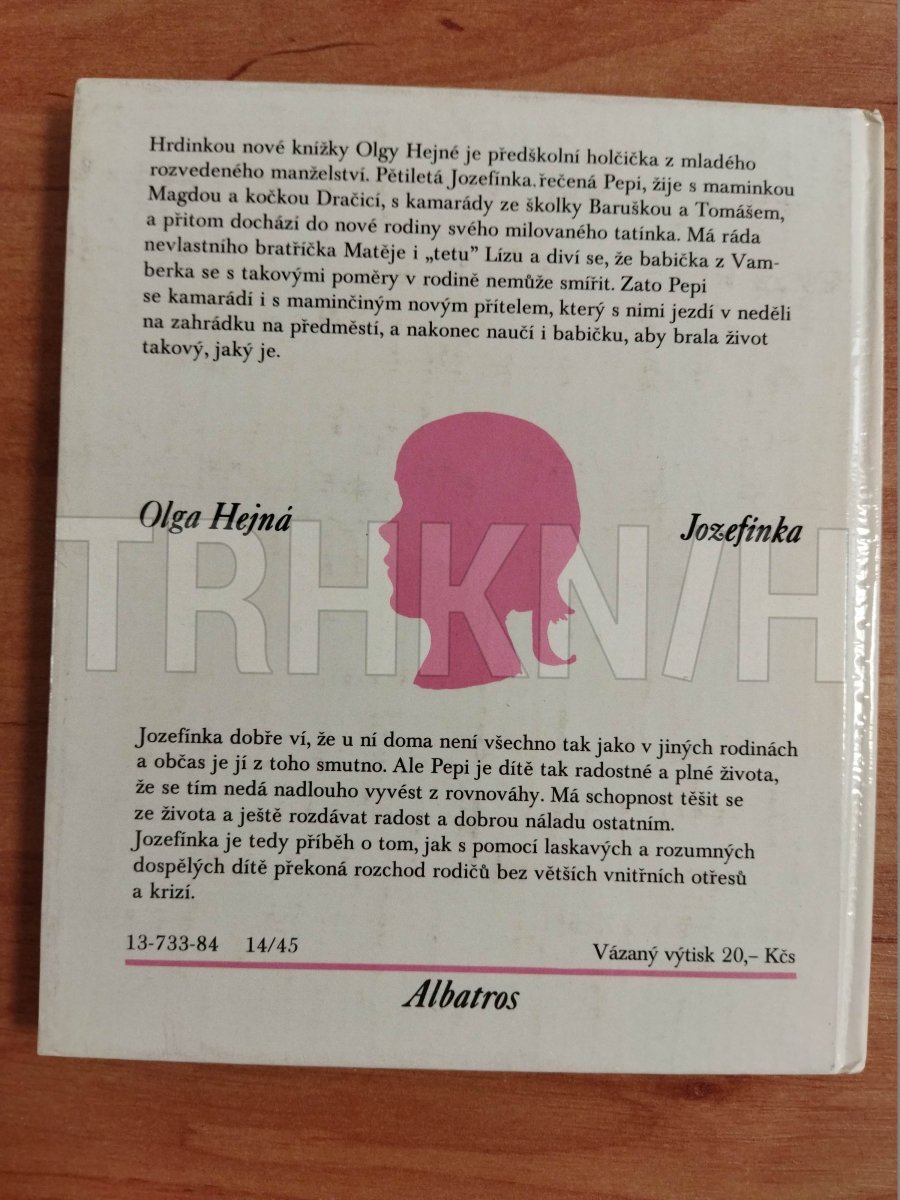 Hrdinkou nové knížky Olgy Hejné je předškolní holčička z mladého
rozvedeného manželství. Pětiletá Jozefínka.řečená Pepi, žije s maminkou
Magdou a kočkou Dračicí, s kamarády ze školky Baruškou a Tomášem,
a přitom dochází do nové rodiny svého milovaného tatínka. Má ráda
nevlastního bratříčka Matěje i „tetu” Lízu a diví se, že babička z Vam-
berka se s takovými poměry v rodině nemůže smířit. Zato Pepi
se kamarádí i s maminčiným novým přítelem, který s nimi jezdí v neděli
na zahrádku na předměstí, a nakonec naučí i babičku, aby brala život
takový, jaký je.
Olga Hejná
Jozefínka
TRHKNIH
Jozefínka dobře ví, že u ní doma není všechno tak jako v jiných rodinách
a občas je jí z toho smutno. Ale Pepi je dítě tak radostné a plné života,
že se tím nedá nadlouho vyvést z rovnováhy. Má schopnost těšit se
ze života a ještě rozdávat radost a dobrou náladu ostatním.
Jozefínka je tedy příběh o tom, jak s pomocí laskavých a rozumných
dospělých dítě překoná rozchod rodičů bez větších vnitřních otřesů
a krizí.
13-733-84 14/45
Vázaný výtisk 20,– Kčs
Albatros